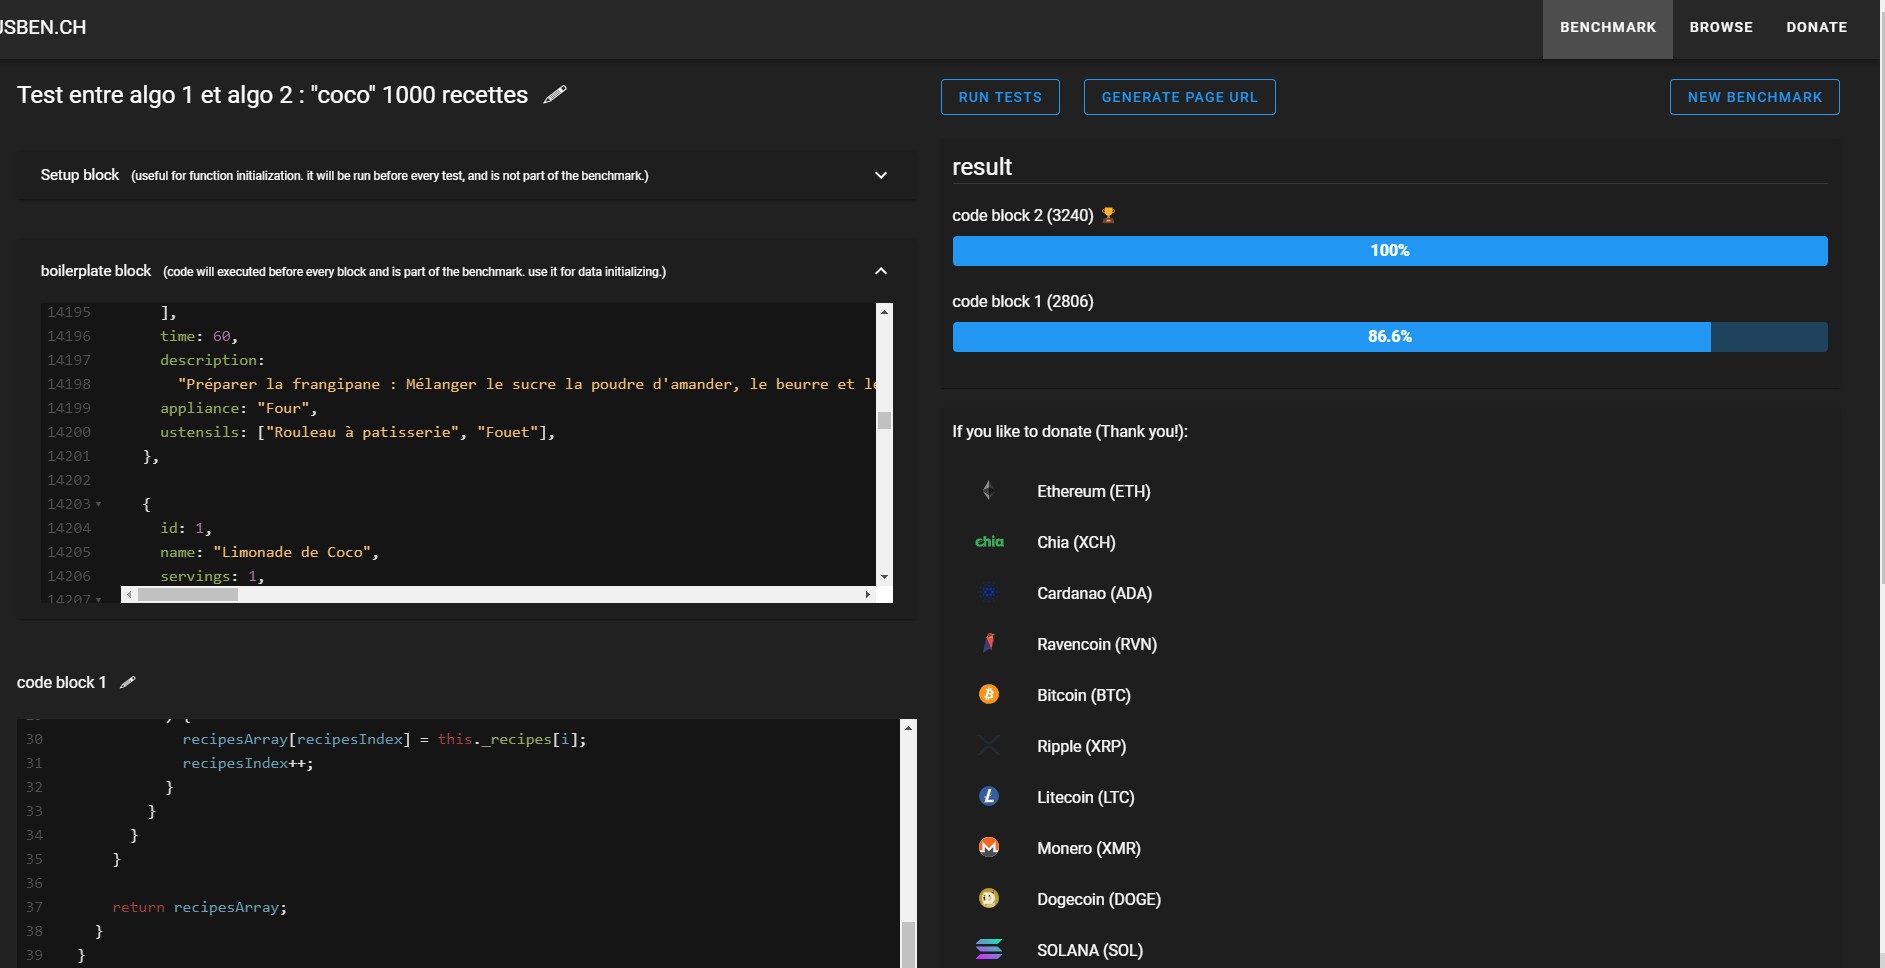 JSBEN.CH
BENCHMARK
BROWSE
DONATE
Test entre algo 1 et algo 2 : "coco" 1000 recettes
RUN TESTS
GENERATE PAGE URL
NEW BENCHMARK
Setup block (useful for function initialization. it will be run before every test, and is not part of the benchmark.)
boilerplate block (code will executed before every block and is part of the benchmark. use it for data initializing.)
14195 ],
14196 time: 60,
14197 description:
14198 "Préparer la frangipane : Mélanger le sucre la poudre d'amander, le beurre et le
14199 appliance: "Four",
14200 ustensils: ["Rouleau à patisserie", "Fouet"],
14201 },
14202
14203 {
14204 id: 1,
14205 name: "Limonade de Coco",
14206 servings: 1,
14207
code block 1
30 recipesArray[recipesIndex] = this._recipes[i];
31 recipesIndex++;
32 }
33 }
34 }
35 }
36
37 return recipesArray;
38 }
39 }
result
code block 2 (3240)
100%
code block 1 (2806)
86.6%
If you like to donate (Thank you!):
Ethereum (ETH)
chia Chia (XCH)
Cardanao (ADA)
Ravencoin (RVN)
Bitcoin (BTC)
Ripple (XRP)
Litecoin (LTC)
Monero (XMR)
Dogecoin (DOGE)
SOLANA (SOL)